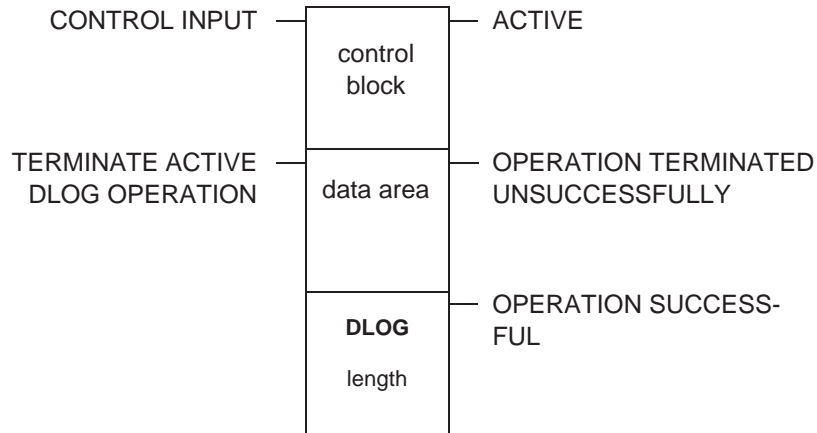 CONTROL INPUT
ACTIVE
control
block
TERMINATE ACTIVE
DLOG OPERATION
data area
OPERATION TERMINATED
UNSUCCESSFULLY
OPERATION SUCCESS-
FUL
DLOG
length